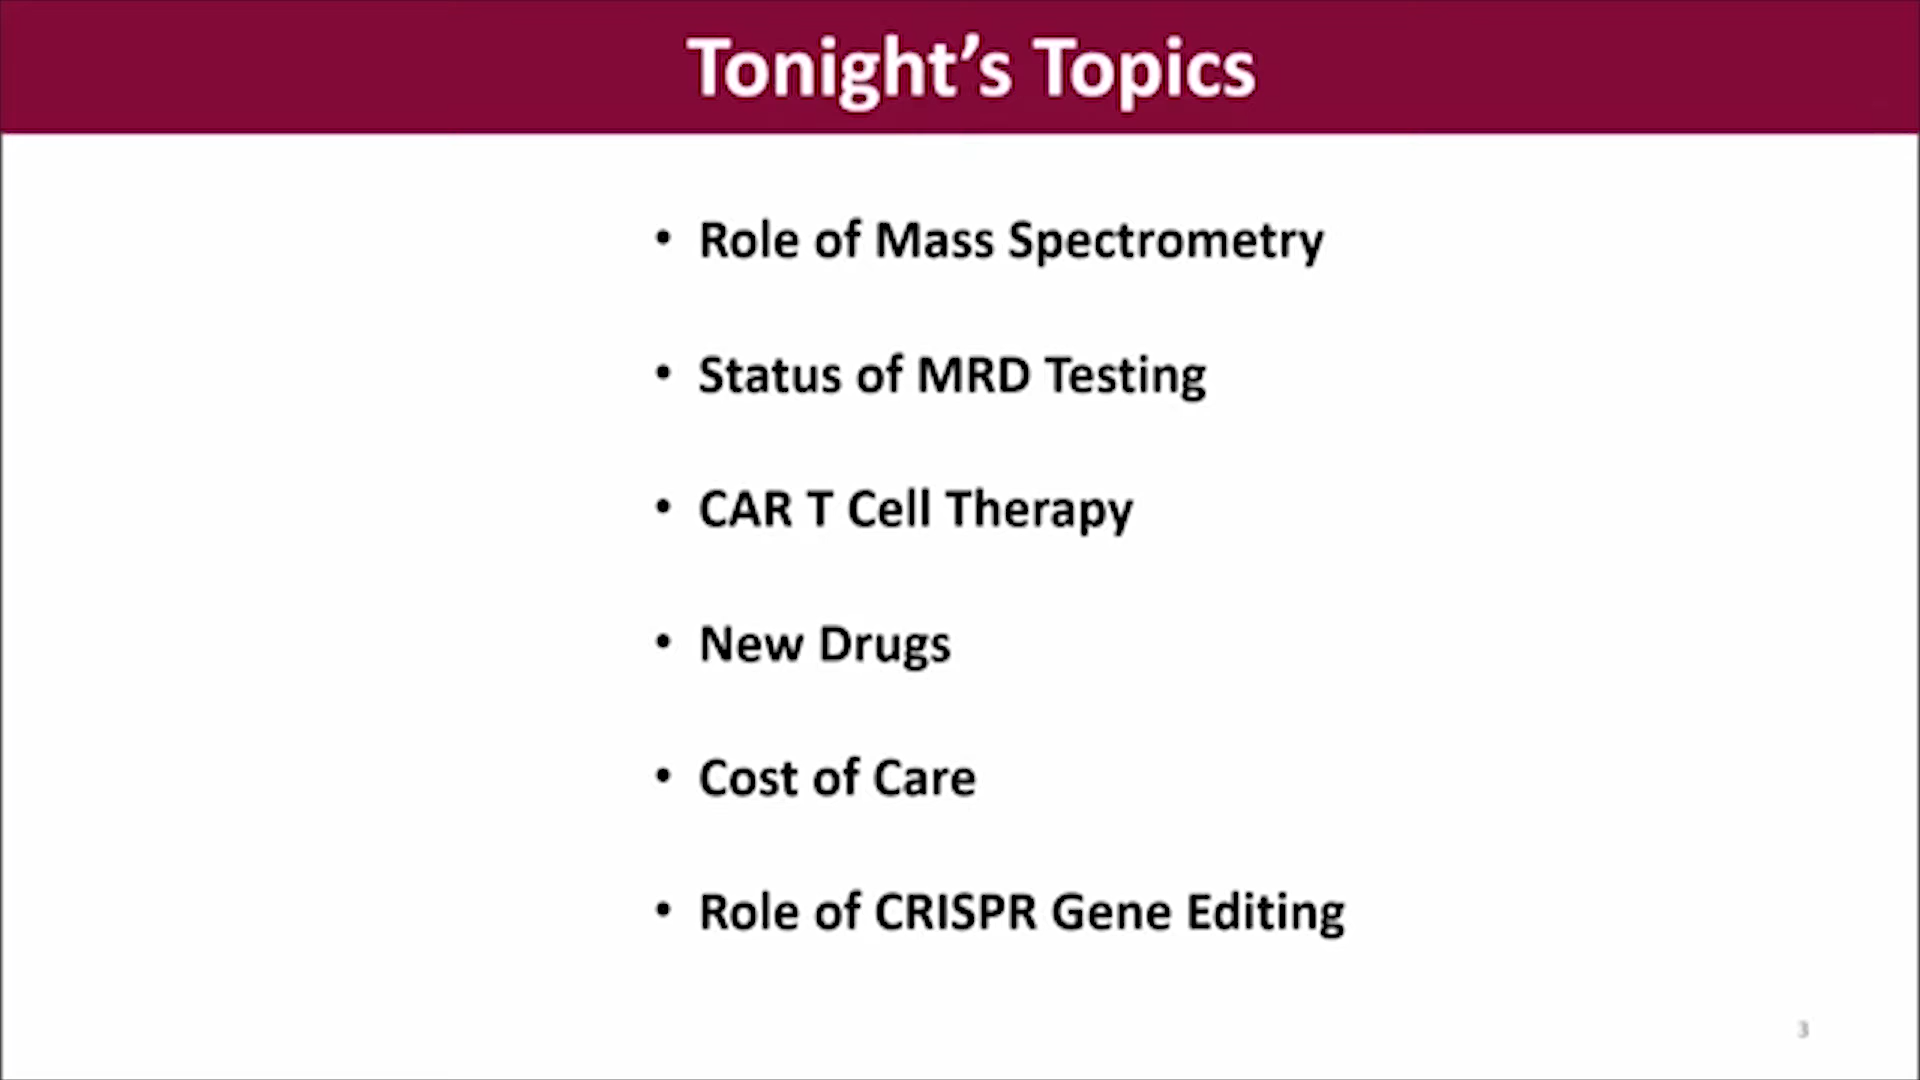 Tonight’s Topics
• Role of Mass Spectrometry
• Status of MRD Testing
• CAR T Cell Therapy
• New Drugs
• Cost of Care
• Role of CRISPR Gene Editing
3